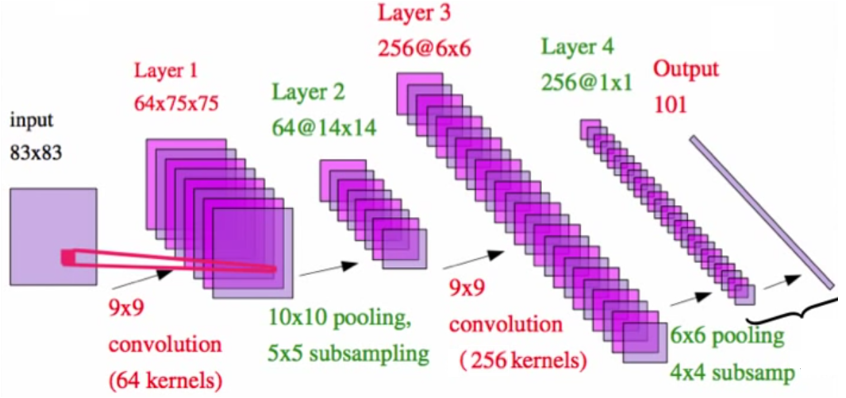 input
83x83
Layer 1
64x75x75
Layer 2
64@14x14
Layer 3
256@6x6
Layer 4
256@1x1
Output
101
9x9
convolution
(64 kernels)
10x10 pooling,
5x5 subsampling
9x9
convolution
(256 kernels)
6x6 pooling
4x4 subsamp